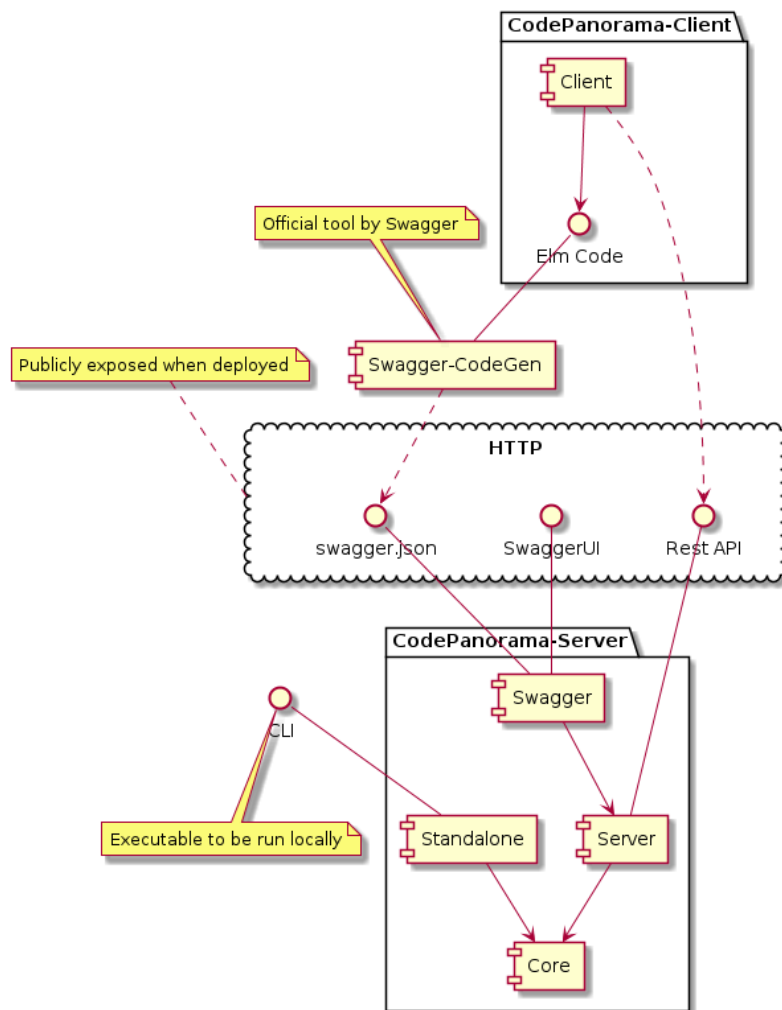 CodePanorama-Client
Client
Official tool by Swagger
Elm Code
Publicly exposed when deployed
Swagger-CodeGen
HTTP
swagger.json
SwaggerUI
Rest API
CodePanorama-Server
Swagger
CLI
Executable to be run locally
Standalone
Server
Core